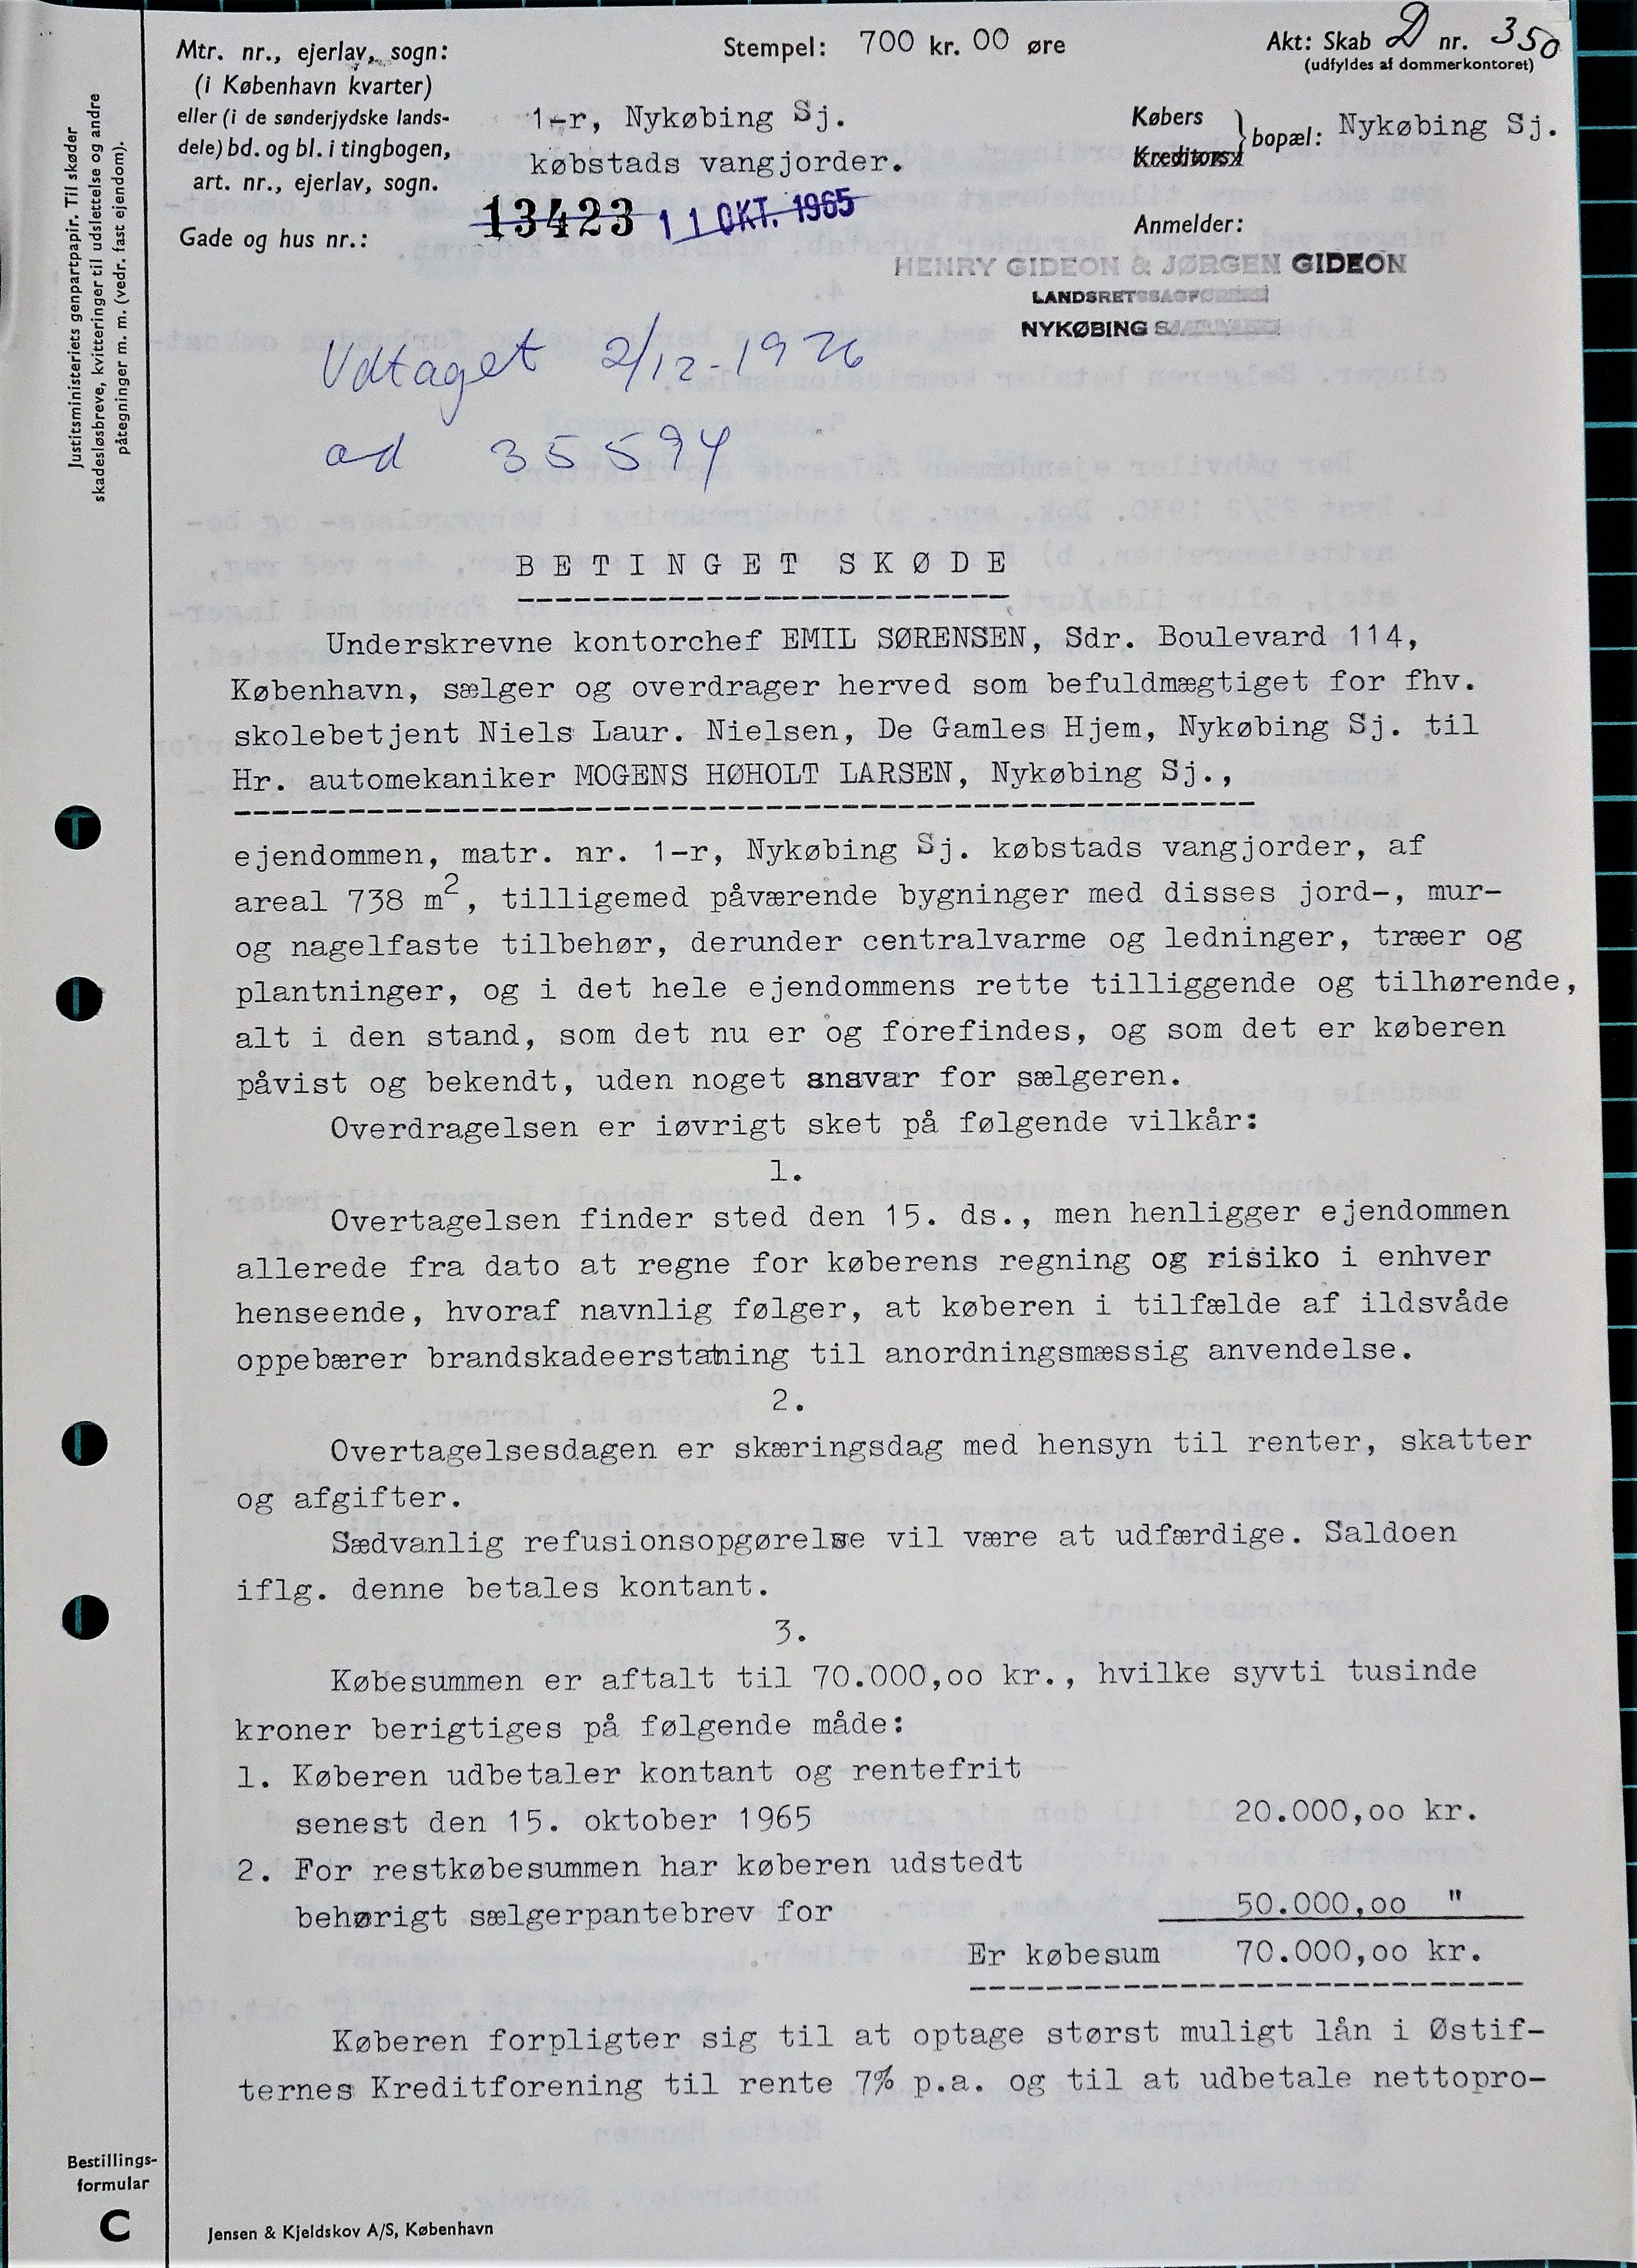 Mtr. nr., ejerlav, sogn:
(i København kvarter)
eller (i de sønderjydske lands-
dele) bd. og bl. i tingbogen,
art. nr., ejerlav, sogn.
Gade og hus nr.:
Stempel: 700 kr. 00 øre
Akt: Skab D nr. 350
(udfyldes af dommerkontoret)
1-r, Nykøbing Sj.
købstads vangjorder.
Købers
Kreditors
bopæl: Nykøbing Sj.
13423 11 OKT. 1965
Anmelder:
HENRY GIDEON & JØRGEN GIDEON
LANDSRETSSAGFØRERE
NYKØBING SJÆLLAND
Justitsministeriets genpartpapir. Til skøder
skadesløsbreve, kvitteringer til udslettelse og andre
påtegninger m. m. (vedr. fast ejendom).
Udtaget 2/12-1976
ad 35594
BETINGET SKØDE
Underskrevne kontorchef EMIL SØRENSEN, Sdr. Boulevard 114,
København, sælger og overdrager herved som befuldmægtiget for fhv.
skolebetjent Niels Laur. Nielsen, De Gamles Hjem, Nykøbing Sj. til
Hr. automekaniker MOGENS HØHOLT LARSEN, Nykøbing Sj.,
ejendommen, matr. nr. 1-r, Nykøbing Sj. købstads vangjorder, af
areal 738 m2, tilligemed påværende bygninger med disses jord-, mur-
og nagelfaste tilbehør, derunder centralvarme og ledninger, træer og
plantninger, og i det hele ejendommens rette tilliggende og tilhørende,
alt i den stand, som det nu er og forefindes, og som det er køberen
påvist og bekendt, uden noget snavar for sælgeren.
Overdragelsen er iøvrigt sket på følgende vilkår:
1.
Overtagelsen finder sted den 15. ds., men henligger ejendommen
allerede fra dato at regne for køberens regning og risiko i enhver
henseende, hvoraf navnlig følger, at køberen i tilfælde af ildsvåde
oppebærer brandskadeerstatning til anordningsmæssig anvendelse.
2.
Overtagelsesdagen er skæringsdag med hensyn til renter, skatter
og afgifter.
Sædvanlig refusionsopgørelse vil være at udfærdige. Saldoen
iflg. denne betales kontant.
3.
Købesummen er aftalt til 70.000,oo kr., hvilke syvti tusinde
kroner berigtiges på følgende måde:
1. Køberen udbetaler kontant og rentefrit
senest den 15. oktober 1965 20.000,oo kr.
2. For restkøbesummen har køberen udstedt
behørigt sælgerpantebrev for 50.000,oo "
Er købesum 70.000,oo kr.
Køberen forpligter sig til at optage størst muligt lån i Østif-
ternes Kreditforening til rente 7% p.a. og til at udbetale nettopro-
Bestillings-
formular
C
Jensen & Kjeldskov A/S, København